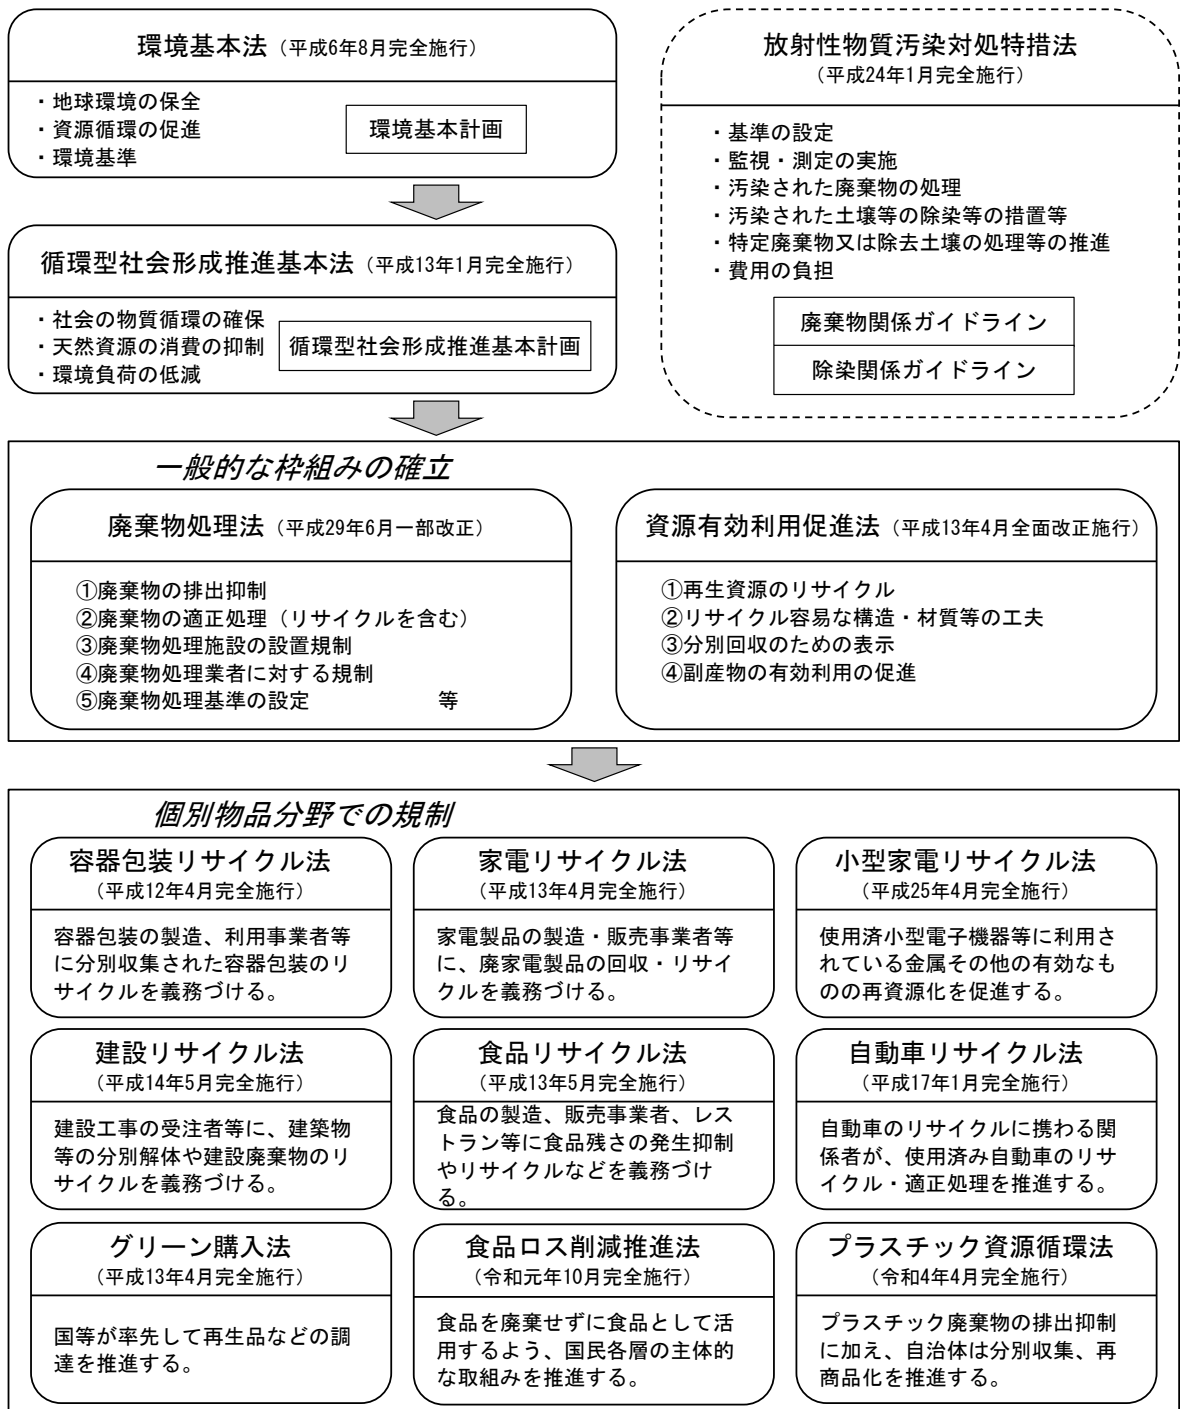 環境基本法（平成6年8月完全施行）
・地球環境の保全
・資源循環の促進
・環境基準
環境基本計画
放射性物質汚染対処特措法
（平成24年1月完全施行）
・基準の設定
・監視・測定の実施
・汚染された廃棄物の処理
・汚染された土壌等の除染等の措置等
・特定廃棄物又は除去土壌の処理等の推進
・費用の負担
廃棄物関係ガイドライン
除染関係ガイドライン
循環型社会形成推進基本法（平成13年1月完全施行）
・社会の物質循環の確保
・天然資源の消費の抑制
・環境負荷の低減
循環型社会形成推進基本計画
一般的な枠組みの確立
廃棄物処理法（平成29年6月一部改正）
①廃棄物の排出抑制
②廃棄物の適正処理（リサイクルを含む）
③廃棄物処理施設の設置規制
④廃棄物処理業者に対する規制
⑤廃棄物処理基準の設定　　　　　　等
資源有効利用促進法（平成13年4月全面改正施行）
①再生資源のリサイクル
②リサイクル容易な構造・材質等の工夫
③分別回収のための表示
④副産物の有効利用の促進
個別物品分野での規制
容器包装リサイクル法
（平成12年4月完全施行）
容器包装の製造、利用事業者等
に分別収集された容器包装のリ
サイクルを義務づける。
家電リサイクル法
（平成13年4月完全施行）
家電製品の製造・販売事業者等
に、廃家電製品の回収・リサイ
クルを義務づける。
小型家電リサイクル法
（平成25年4月完全施行）
使用済小型電子機器等に利用さ
れている金属その他の有効なも
のの再資源化を促進する。
建設リサイクル法
（平成14年5月完全施行）
建設工事の受注者等に、建築物
等の分別解体や建設廃棄物のリ
サイクルを義務づける。
食品リサイクル法
（平成13年5月完全施行）
食品の製造、販売事業者、レス
トラン等に食品残さの発生抑制
やリサイクルなどを義務づけ
る。
自動車リサイクル法
（平成17年1月完全施行）
自動車のリサイクルに携わる関
係者が、使用済み自動車のリサ
イクル・適正処理を推進する。
グリーン購入法
（平成13年4月完全施行）
国等が率先して再生品などの調
達を推進する。
食品ロス削減推進法
（令和元年10月完全施行）
食品を廃棄せずに食品として活
用するよう、国民各層の主体的
な取組みを推進する。
プラスチック資源循環法
（令和4年4月完全施行）
プラスチック廃棄物の排出抑制
に加え、自治体は分別収集、再
商品化を推進する。